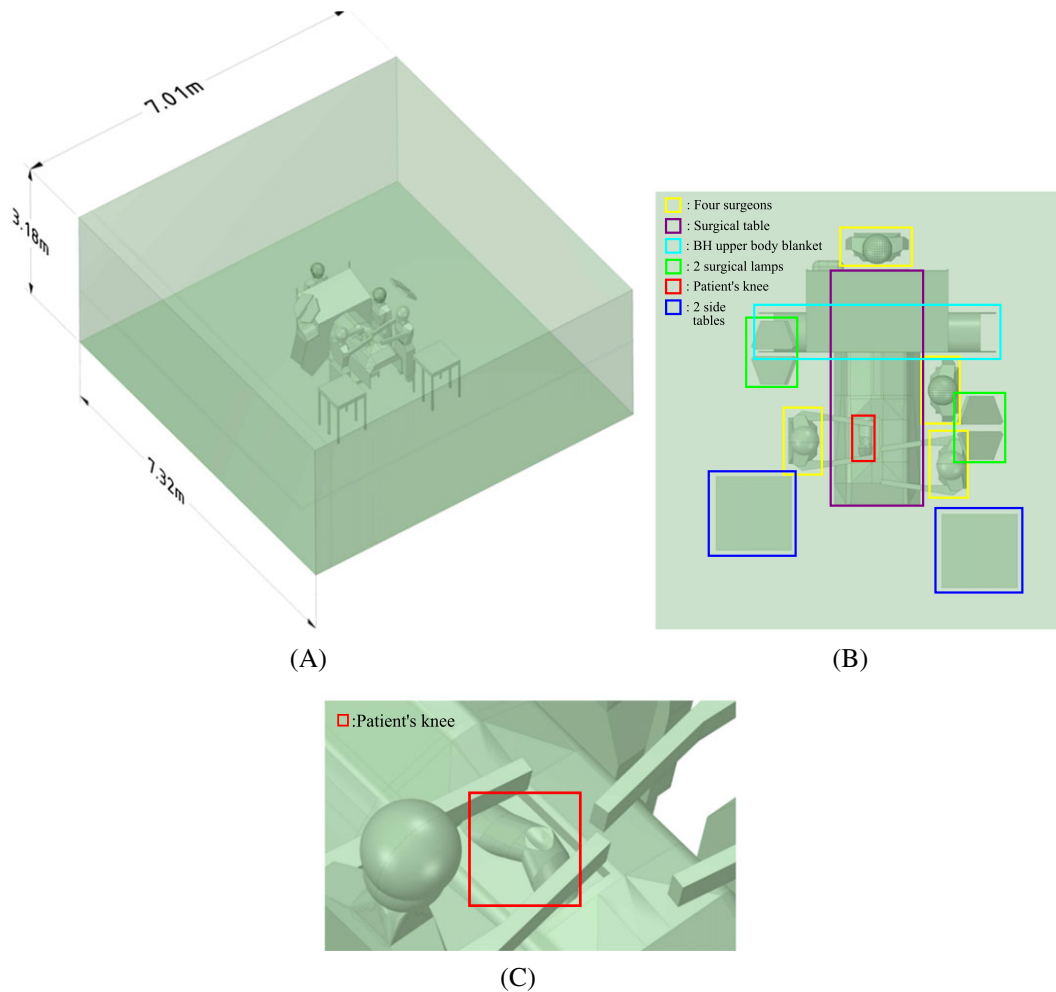 7.01m
3.18m
7.32m
(A)
: Four surgeons
: Surgical table
: BH upper body blanket
: 2 surgical lamps
: Patient's knee
: 2 side
tables
(B)
:Patient's knee
(C)